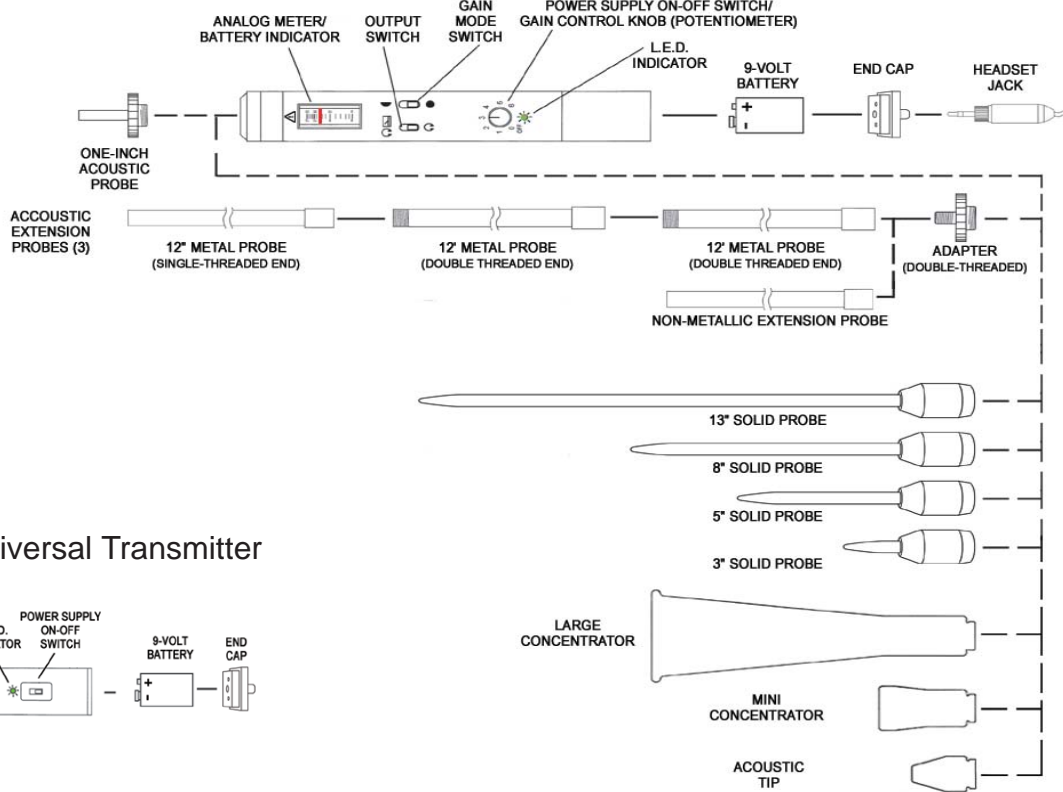 ANALOG METER/
BATTERY INDICATOR
OUTPUT
SWITCH
GAIN
MODE
SWITCH
POWER SUPPLY ON-OFF SWITCH/
GAIN CONTROL KNOB (POTENTIOMETER)
L.E.D.
INDICATOR
9-VOLT
BATTERY
END CAP
HEADSET
JACK
ONE-INCH
ACOUSTIC
PROBE
ACCOUSTIC
EXTENSION
PROBES (3)
12" METAL PROBE
(SINGLE-THREADED END)
12' METAL PROBE
(DOUBLE THREADED END)
12' METAL PROBE
(DOUBLE THREADED END)
ADAPTER
(DOUBLE-THREADED)
NON-METALLIC EXTENSION PROBE
13" SOLID PROBE
8" SOLID PROBE
5" SOLID PROBE
3" SOLID PROBE
iversal Transmitter
POWER SUPPLY
ON-OFF
SWITCH
D.
TOR
9-VOLT
BATTERY
END
CAP
LARGE
CONCENTRATOR
MINI
CONCENTRATOR
ACOUSTIC
TIP